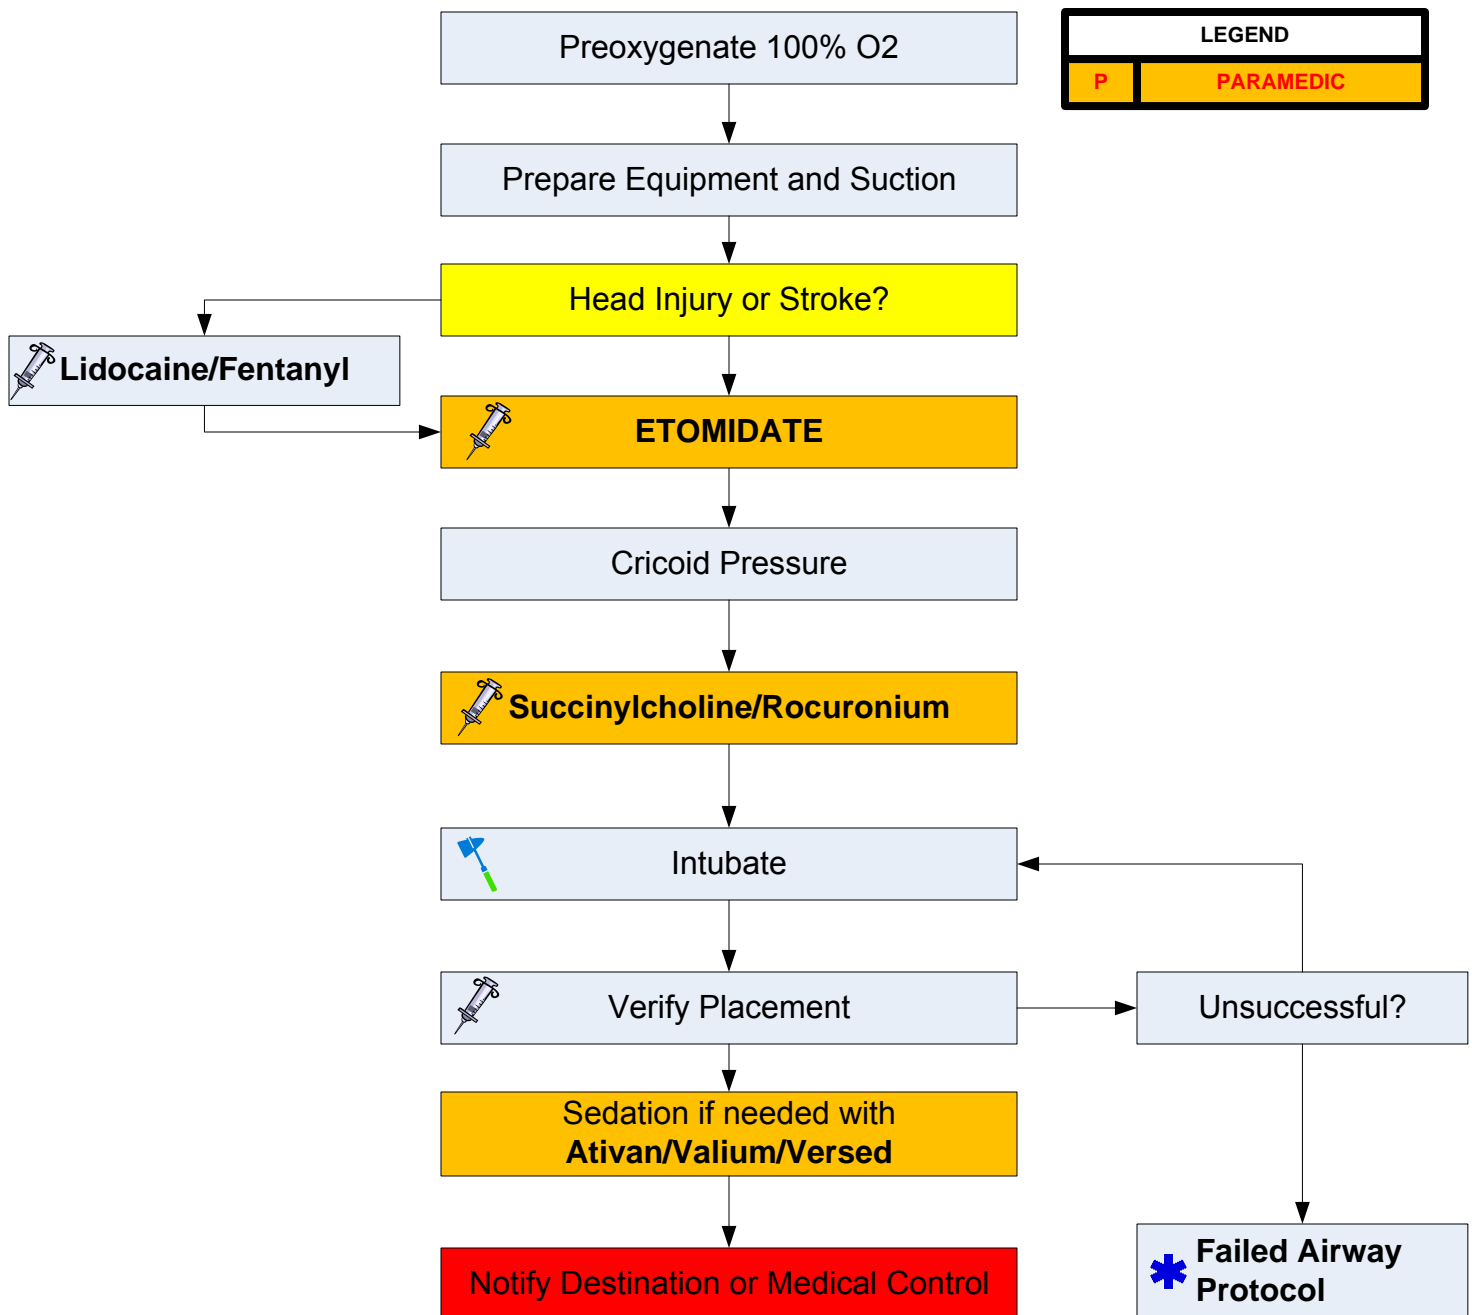 Preoxygenate 100% O2
LEGEND
P PARAMEDIC
Prepare Equipment and Suction
Head Injury or Stroke?
Lidocaine/Fentanyl
ETOMIDATE
Cricoid Pressure
Succinylcholine/Rocuronium
Intubate
Verify Placement
Unsuccessful?
Sedation if needed with
Ativan/Valium/Versed
Notify Destination or Medical Control
Failed Airway
Protocol